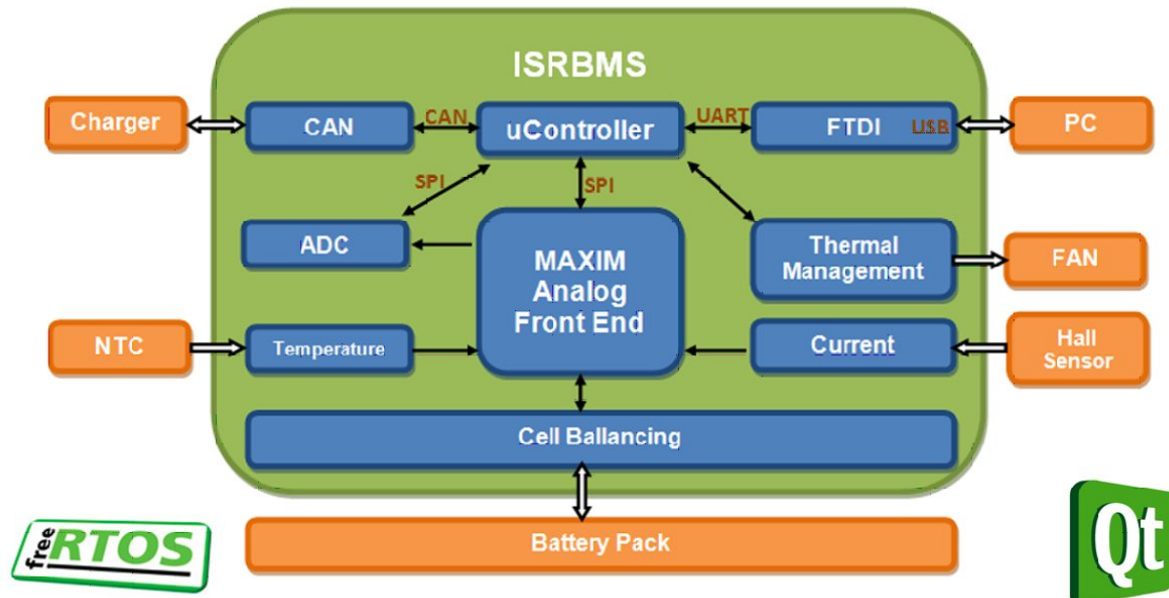 ISRBMS
Charger
CAN
CAN
uController
UART
FTDI
USB
PC
SPI
SPI
ADC
MAXIM
Analog
Front End
Thermal
Management
FAN
NTC
Temperature
Current
Hall
Sensor
Cell Ballancing
Battery Pack
free
RTOS
Qt